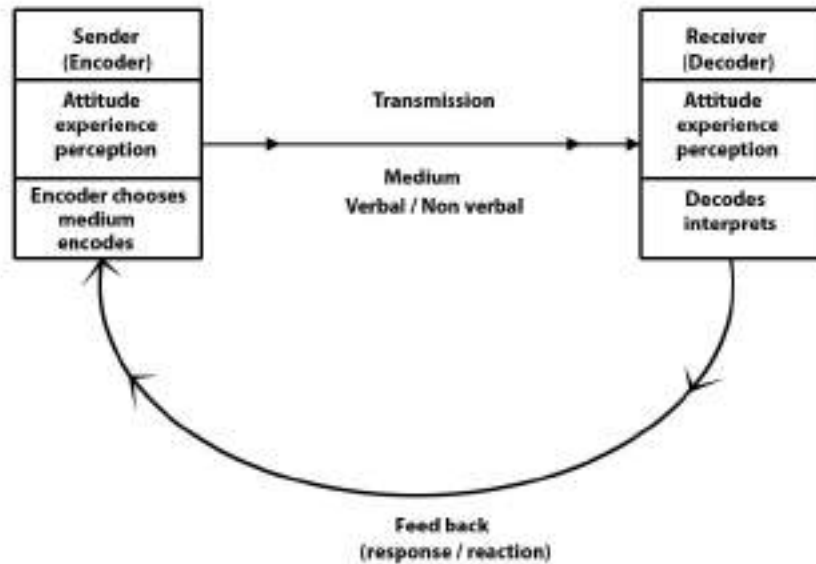 Sender
(Encoder)
Attitude
experience
perception
Encoder chooses
medium
encodes
Transmission
Medium
Verbal / Non verbal
Receiver
(Decoder)
Attitude
experience
perception
Decodes
interprets
Feed back
(response / reaction)